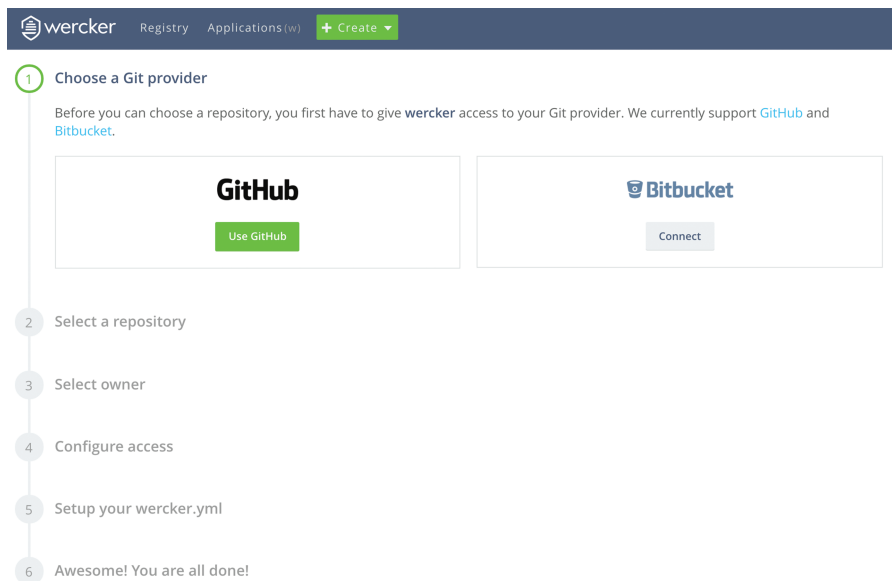 wercker Registry Applications(w) + Create
1 Choose a Git provider
Before you can choose a repository, you first have to give wercker access to your Git provider. We currently support GitHub and
Bitbucket.
GitHub Bitbucket
Use GitHub Connect
2 Select a repository
3 Select owner
4 Configure access
5 Setup your wercker.yml
6 Awesome! You are all done!